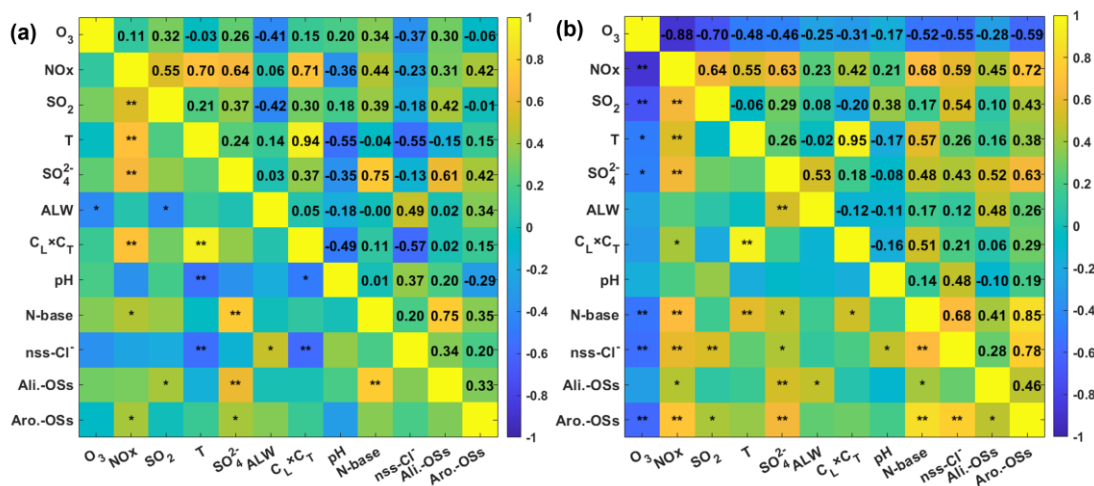 (a)
O₃ 0.11 0.32 -0.03 0.26 -0.41 0.15 0.20 0.34 -0.37 0.30 -0.06
NOx 0.55 0.70 0.64 0.06 0.71 -0.36 0.44 -0.23 0.31 0.42
SO₂ ** 0.21 0.37 -0.42 0.30 0.18 0.39 -0.18 0.42 -0.01
T ** 0.24 0.14 0.94 -0.55 -0.04 -0.55 -0.15 0.15
SO₄²⁻ ** 0.03 0.37 -0.35 0.75 -0.13 0.61 0.42
ALW * * 0.05 -0.18 -0.00 0.49 0.02 0.34
C_L×C_T ** ** -0.49 0.11 -0.57 0.02 0.15
pH ** * 0.01 0.37 0.20 -0.29
N-base * ** 0.20 0.75 0.35
nss-Cl⁻ ** * ** 0.34 0.20
Ali.-OSs * ** ** 0.33
Aro.-OSs * *
O₃ NOx SO₂ T SO₄²⁻ ALW C_L×C_T pH N-base nss-Cl⁻ Ali.-OSs Aro.-OSs
1
0.8
0.6
0.4
0.2
0
-0.2
-0.4
-0.6
-0.8
-1
(b)
O₃ -0.88 -0.70 -0.48 -0.46 -0.25 -0.31 -0.17 -0.52 -0.55 -0.28 -0.59
NOx ** 0.64 0.55 0.63 0.23 0.42 0.21 0.68 0.59 0.45 0.72
SO₂ ** ** -0.06 0.29 0.08 -0.20 0.38 0.17 0.54 0.10 0.43
T * ** 0.26 -0.02 0.95 -0.17 0.57 0.26 0.16 0.38
SO₄²⁻ * ** 0.53 0.18 -0.08 0.48 0.43 0.52 0.63
ALW ** -0.12 -0.11 0.17 0.12 0.48 0.26
C_L×C_T * ** -0.16 0.51 0.21 0.06 0.29
pH 0.14 0.48 -0.10 0.19
N-base ** ** ** * * 0.68 0.41 0.85
nss-Cl⁻ ** ** ** * * ** 0.28 0.78
Ali.-OSs * ** * * 0.46
Aro.-OSs ** ** * ** ** ** *
O₃ NOx SO₂ T SO₄²⁻ ALW C_L×C_T pH N-base nss-Cl⁻ Ali.-OSs Aro.-OSs
1
0.8
0.6
0.4
0.2
0
-0.2
-0.4
-0.6
-0.8
-1